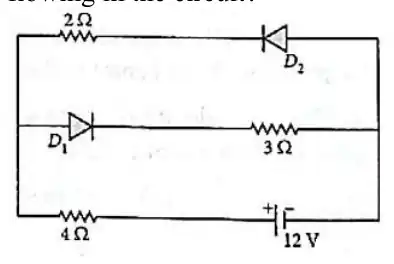 flowing in the circuit?
2 Ω
D2
D1
3 Ω
+ −
4 Ω
12 V